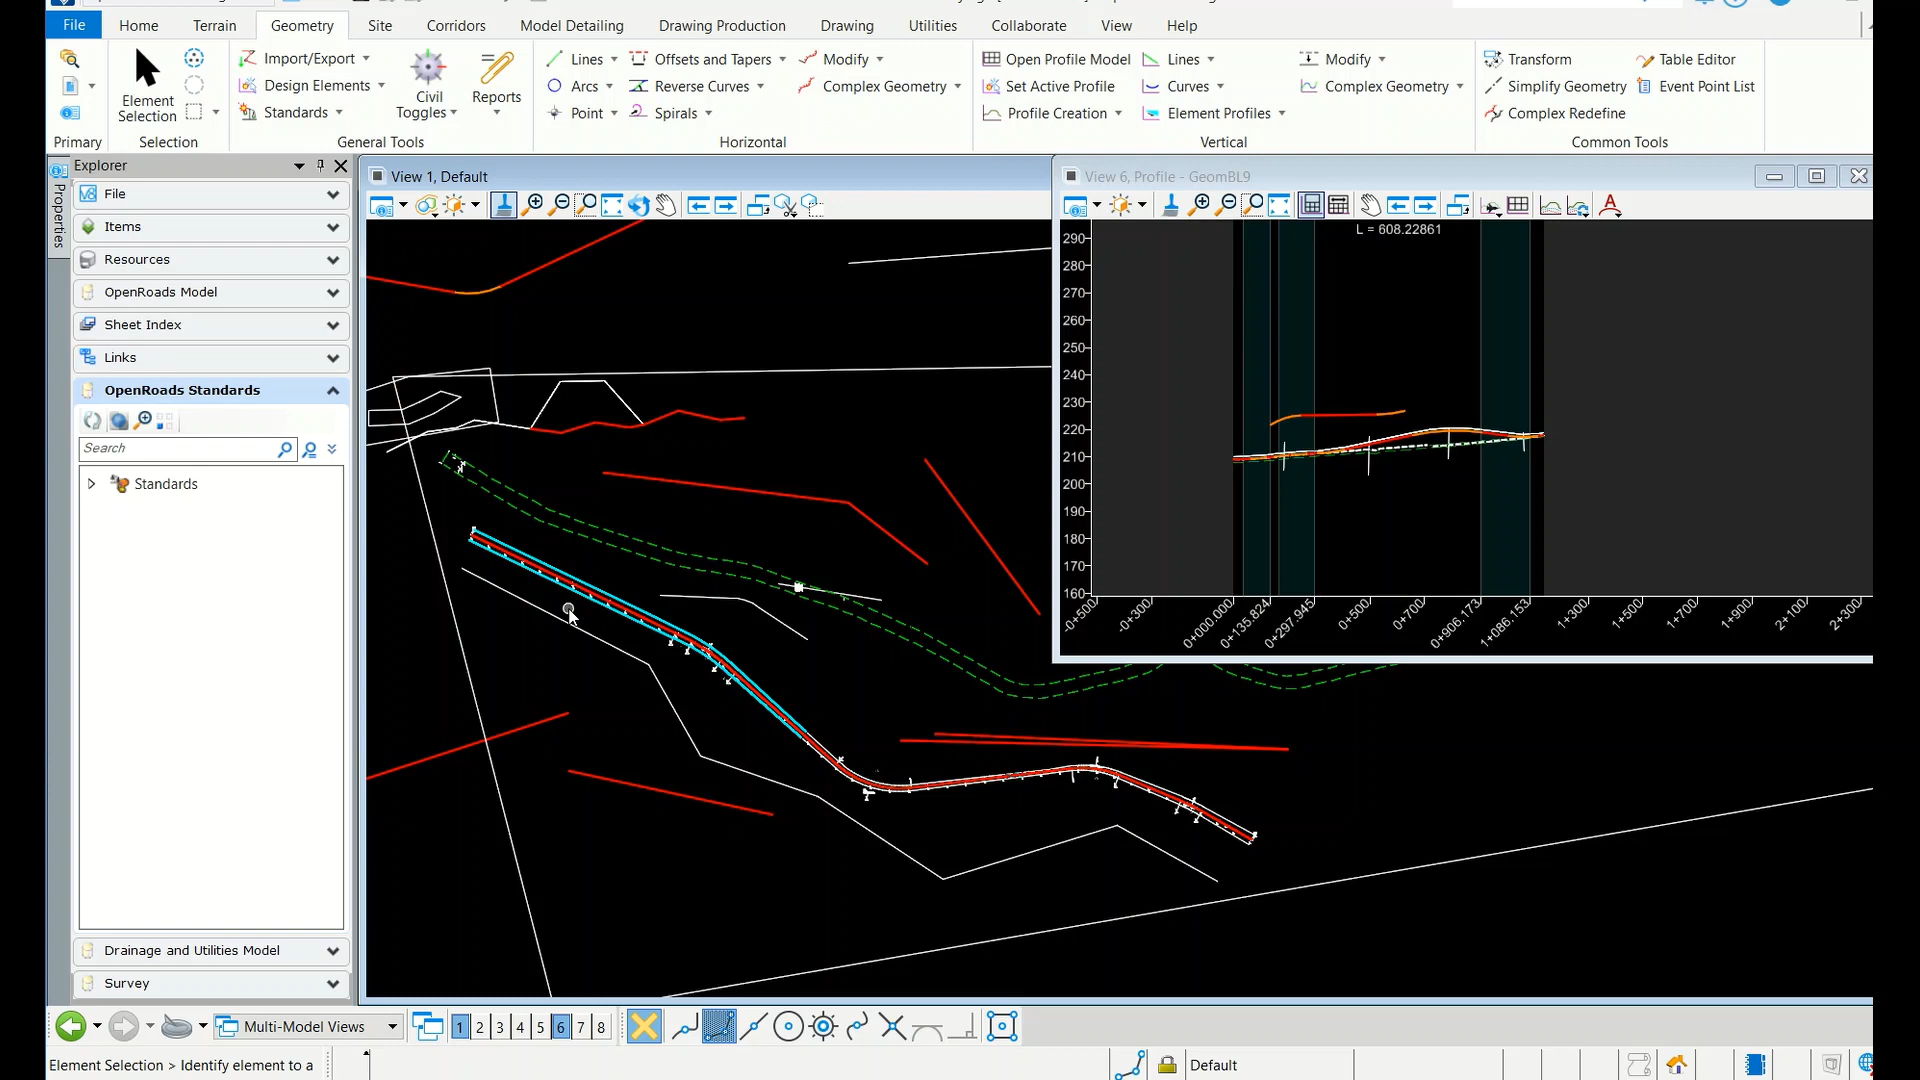 File Home Terrain Geometry Site Corridors Model Detailing Drawing Production Drawing Utilities Collaborate View Help
Import/Export Lines Offsets and Tapers Modify Open Profile Model Lines Modify Transform Table Editor
Design Elements Arcs Reverse Curves Complex Geometry Set Active Profile Curves Complex Geometry Simplify Geometry Event Point List
Element Selection Standards Civil Toggles Reports Point Spirals Profile Creation Element Profiles Complex Redefine
Primary Selection General Tools Horizontal Vertical Common Tools
Explorer
Properties
File
Items
Resources
OpenRoads Model
Sheet Index
Links
OpenRoads Standards
Search
Standards
Drainage and Utilities Model
Survey
View 1, Default
View 6, Profile - GeomBL9
L = 608.22861
290
280
270
260
250
240
230
220
210
200
190
180
170
160
-0+500 -0+300 0+000.000 0+135.824 0+297.945 0+500 0+700 0+906.173 1+086.153 1+300 1+500 1+700 1+900 2+100 2+300
Multi-Model Views 1 2 3 4 5 6 7 8
Element Selection > Identify element to a
Default